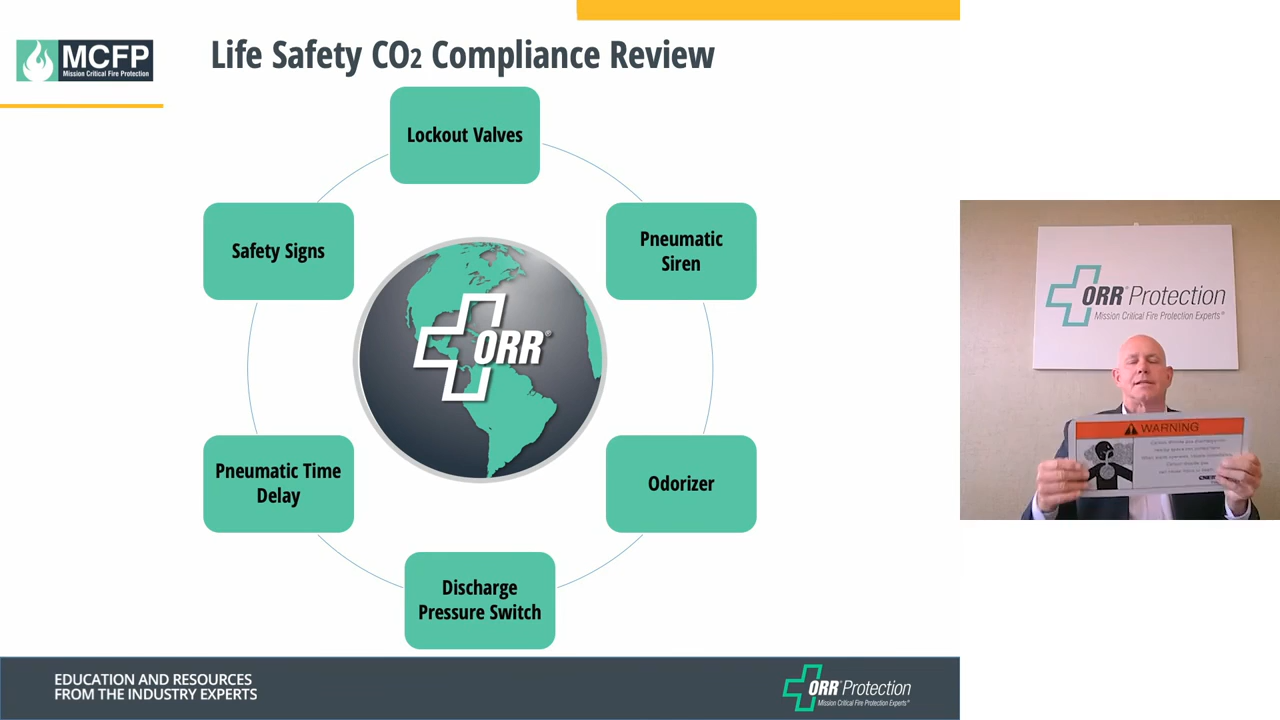 MCFP
Mission Critical Fire Protection
Life Safety CO2 Compliance Review
Lockout Valves
Safety Signs
Pneumatic
Siren
ORR®
Pneumatic Time
Delay
Odorizer
Discharge
Pressure Switch
EDUCATION AND RESOURCES
FROM THE INDUSTRY EXPERTS
ORR Protection
Mission Critical Fire Protection Experts®
ORR® Protection
Mission Critical Fire Protection Experts®
WARNING